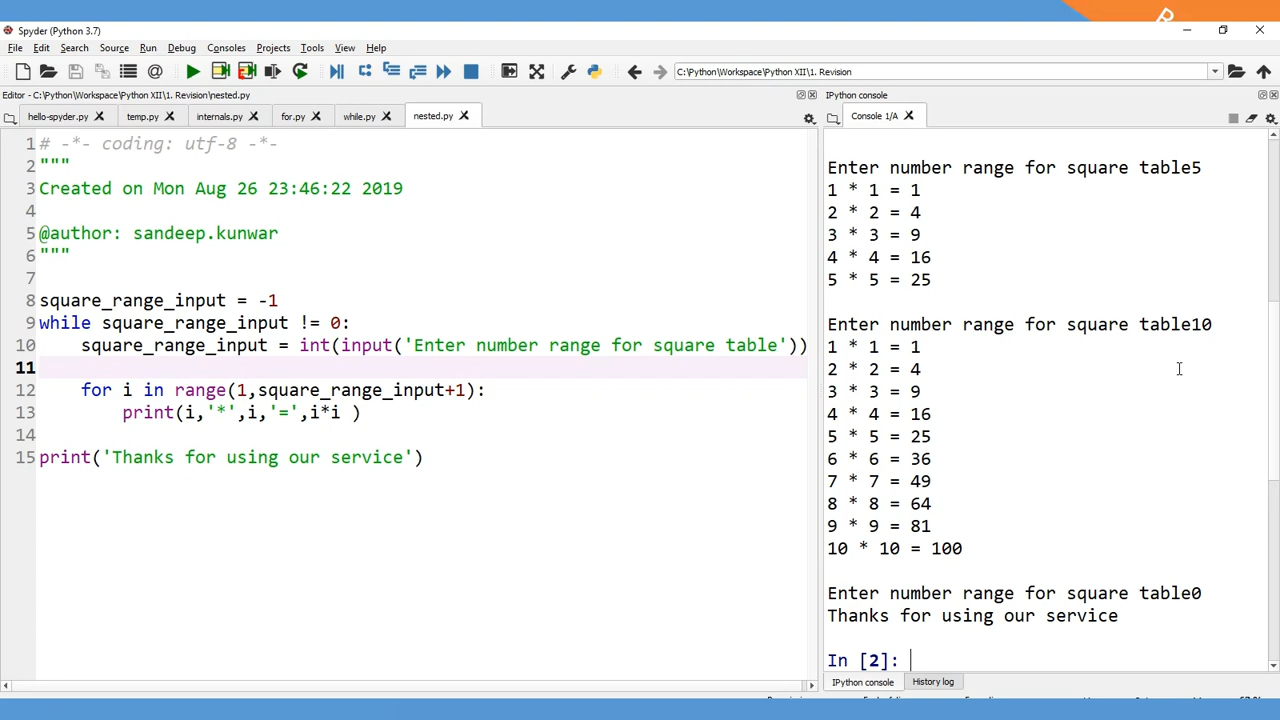 Spyder (Python 3.7)
File Edit Search Source Run Debug Consoles Projects Tools View Help
C:\Python\Workspace\Python XII\1. Revision
Editor - C:\Python\Workspace\Python XII\1. Revision\nested.py
hello-spyder.py temp.py internals.py for.py while.py nested.py
1 # -*- coding: utf-8 -*-
2 """
3 Created on Mon Aug 26 23:46:22 2019
4
5 @author: sandeep.kunwar
6 """
7
8 square_range_input = -1
9 while square_range_input != 0:
10     square_range_input = int(input('Enter number range for square table'))
11
12     for i in range(1,square_range_input+1):
13         print(i,'*',i,'=',i*i )
14
15 print('Thanks for using our service')
IPython console
Console 1/A
Enter number range for square table5
1 * 1 = 1
2 * 2 = 4
3 * 3 = 9
4 * 4 = 16
5 * 5 = 25
Enter number range for square table10
1 * 1 = 1
2 * 2 = 4
3 * 3 = 9
4 * 4 = 16
5 * 5 = 25
6 * 6 = 36
7 * 7 = 49
8 * 8 = 64
9 * 9 = 81
10 * 10 = 100
Enter number range for square table0
Thanks for using our service
In [2]:
IPython console History log